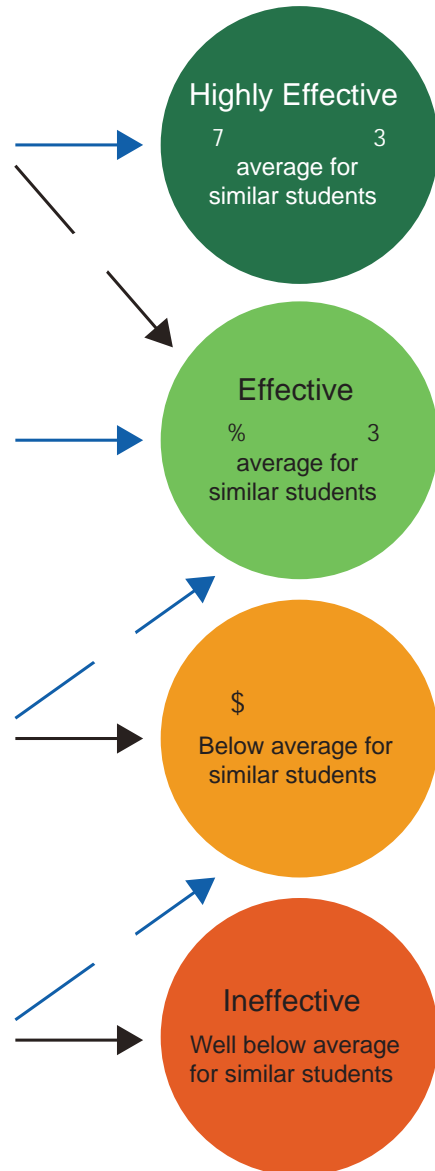 Highly Effective
7 3
average for
similar students
Effective
% 3
average for
similar students
$
Below average for
similar students
Ineffective
Well below average
for similar students